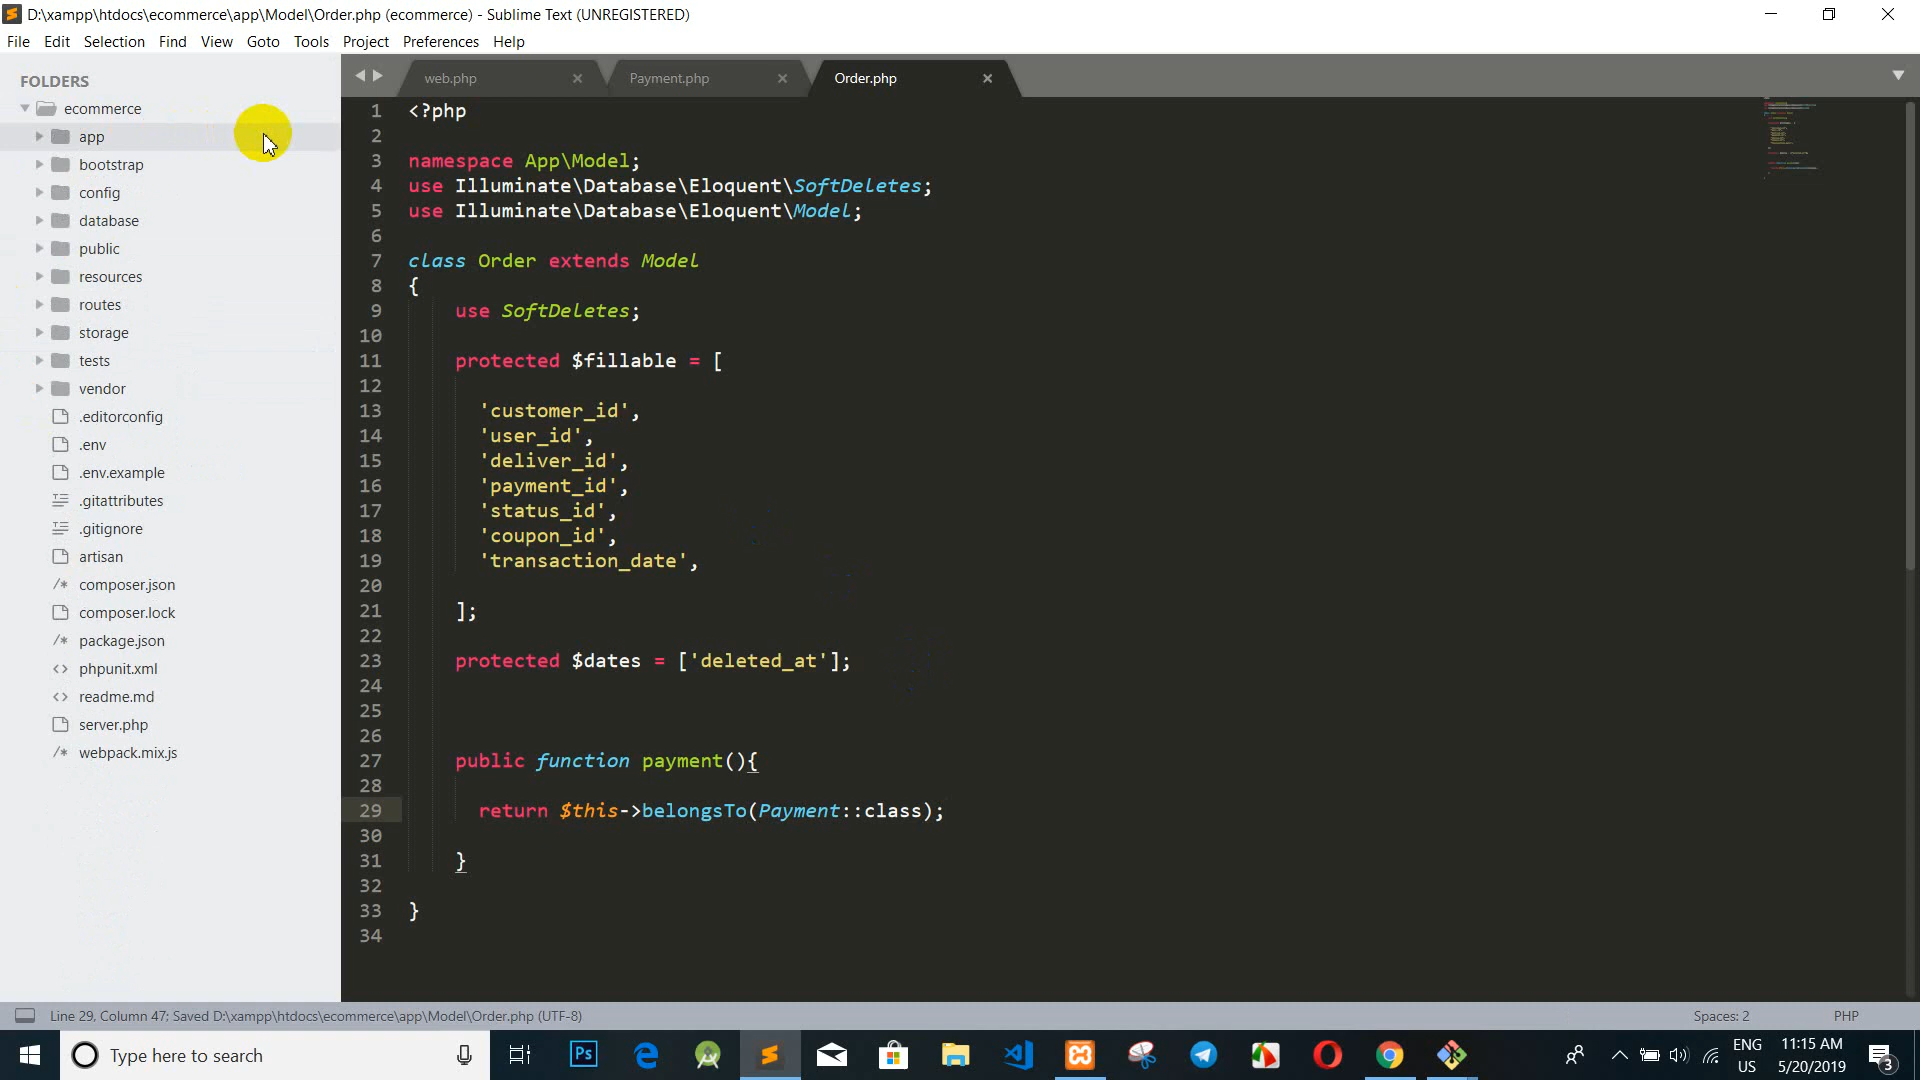 D:\xampp\htdocs\ecommerce\app\Model\Order.php (ecommerce) - Sublime Text (UNREGISTERED)
File Edit Selection Find View Goto Tools Project Preferences Help
FOLDERS
ecommerce
app
bootstrap
config
database
public
resources
routes
storage
tests
vendor
.editorconfig
.env
.env.example
.gitattributes
.gitignore
artisan
composer.json
composer.lock
package.json
phpunit.xml
readme.md
server.php
webpack.mix.js
web.php Payment.php Order.php
1 <?php
2
3 namespace App\Model;
4 use Illuminate\Database\Eloquent\SoftDeletes;
5 use Illuminate\Database\Eloquent\Model;
6
7 class Order extends Model
8 {
9 use SoftDeletes;
10
11 protected $fillable = [
12
13 'customer_id',
14 'user_id',
15 'deliver_id',
16 'payment_id',
17 'status_id',
18 'coupon_id',
19 'transaction_date',
20
21 ];
22
23 protected $dates = ['deleted_at'];
24
25
26
27 public function payment(){
28
29 return $this->belongsTo(Payment::class);
30
31 }
32
33 }
34
Line 29, Column 47; Saved D:\xampp\htdocs\ecommerce\app\Model\Order.php (UTF-8) Spaces: 2 PHP
Type here to search
Ps
ENG
US
11:15 AM
5/20/2019
3